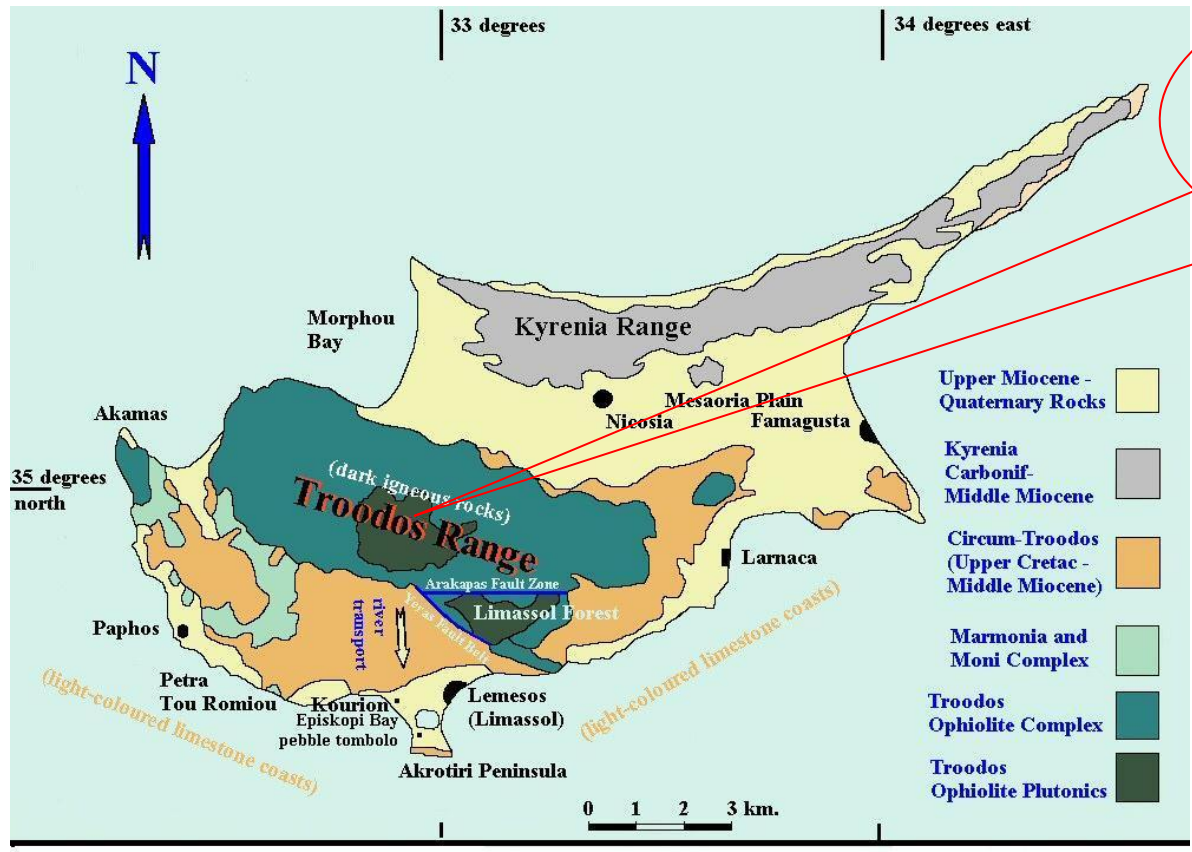 33 degrees
34 degrees east
N
Morphou
Bay
Kyrenia Range
Mesaoria Plain
Nicosia
Famagusta
Akamas
35 degrees
north
(dark igneous rocks)
Troodos Range
Larnaca
Arakapas Fault Zone
Limassol Forest
Yeras Fault Belt
river
transport
Paphos
Petra
Tou Romiou
Kourion
Episkopi Bay
pebble tombolo
Lemesos
(Limassol)
Akrotiri Peninsula
(light-coloured limestone coasts)
(light-coloured limestone coasts)
0 1 2 3 km.
Upper Miocene -
Quaternary Rocks
Kyrenia
Carbonif-
Middle Miocene
Circum-Troodos
(Upper Cretac -
Middle Miocene)
Marmonia and
Moni Complex
Troodos
Ophiolite Complex
Troodos
Ophiolite Plutonics